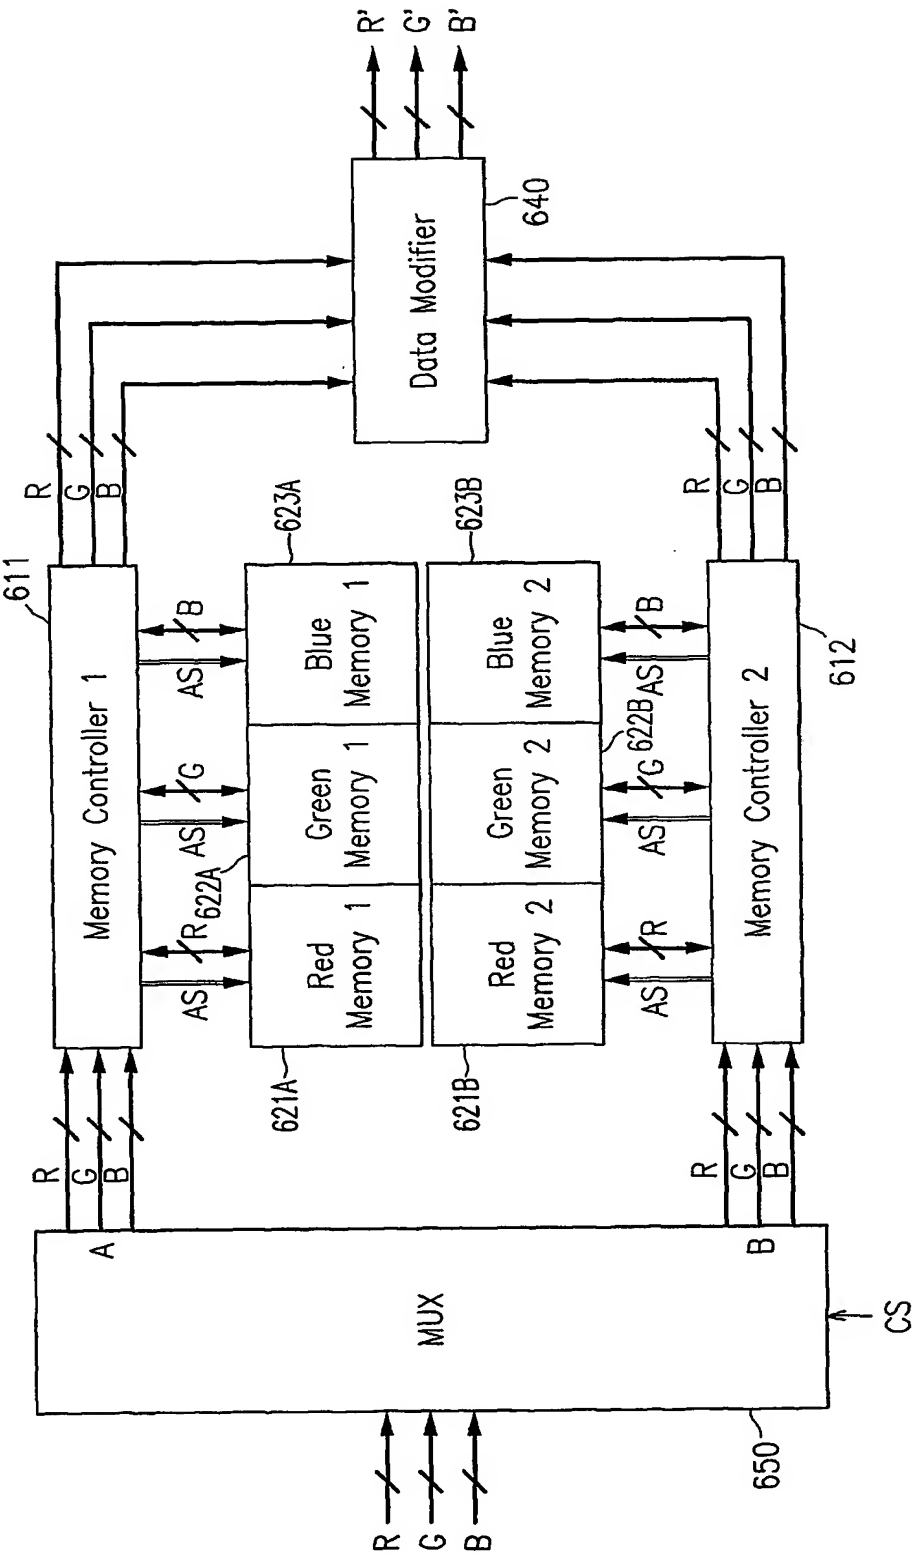 R'
G'
B'
640
Data Modifier
R
G
B
R
G
B
611
623A
623B
612
Memory Controller 1
B
AS
G
AS
622A
R
AS
Blue
Memory 1
Green
Memory 1
Red
Memory 1
Blue
Memory 2
Green
Memory 2
Red
Memory 2
B
AS
622B
G
AS
R
AS
Memory Controller 2
621A
621B
R
G
B
R
G
B
A
B
MUX
CS
650
R
G
B